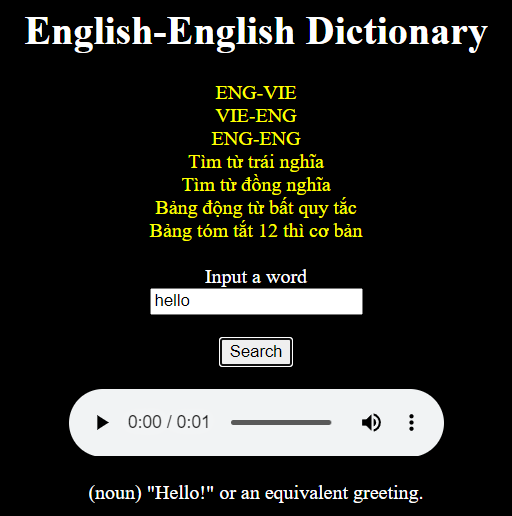 English-English Dictionary
ENG-VIE
VIE-ENG
ENG-ENG
Tìm từ trái nghĩa
Tìm từ đồng nghĩa
Bảng động từ bất quy tắc
Bảng tóm tắt 12 thì cơ bản
Input a word
hello
Search
0:00 / 0:01
(noun) "Hello!" or an equivalent greeting.